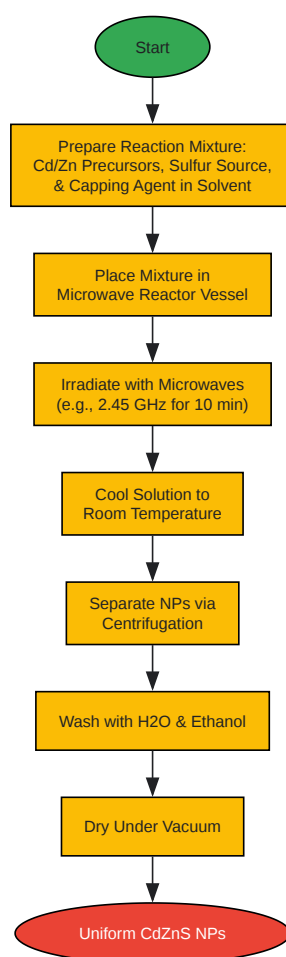 Start
Prepare Reaction Mixture:
Cd/Zn Precursors, Sulfur Source,
& Capping Agent in Solvent
Place Mixture in
Microwave Reactor Vessel
Irradiate with Microwaves
(e.g., 2.45 GHz for 10 min)
Cool Solution to
Room Temperature
Separate NPs via
Centrifugation
Wash with H2O & Ethanol
Dry Under Vacuum
Uniform CdZnS NPs